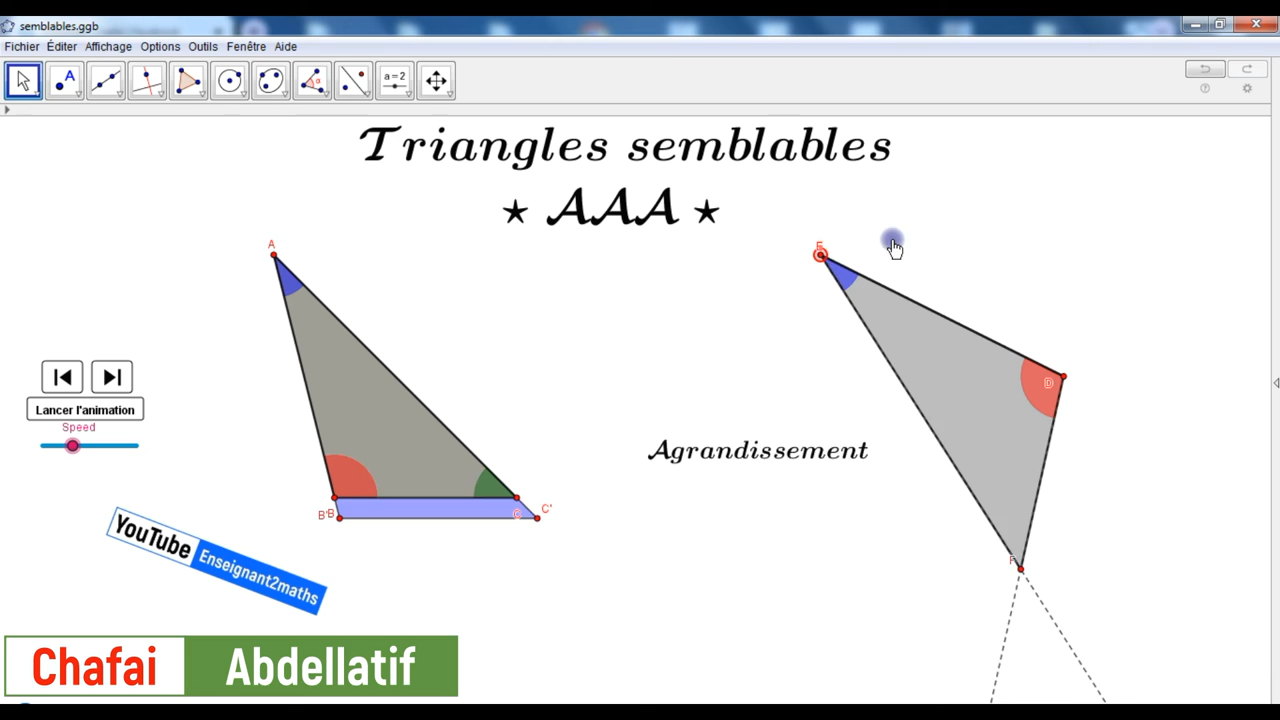 semblables.ggb
Fichier Éditer Affichage Options Outils Fenêtre Aide
A
α
a=2
Triangles semblables
★ AAA ★
A
E
D
Lancer l'animation
Speed
Agrandissement
B' B
C C'
F
YouTube Enseignant2maths
Chafai Abdellatif